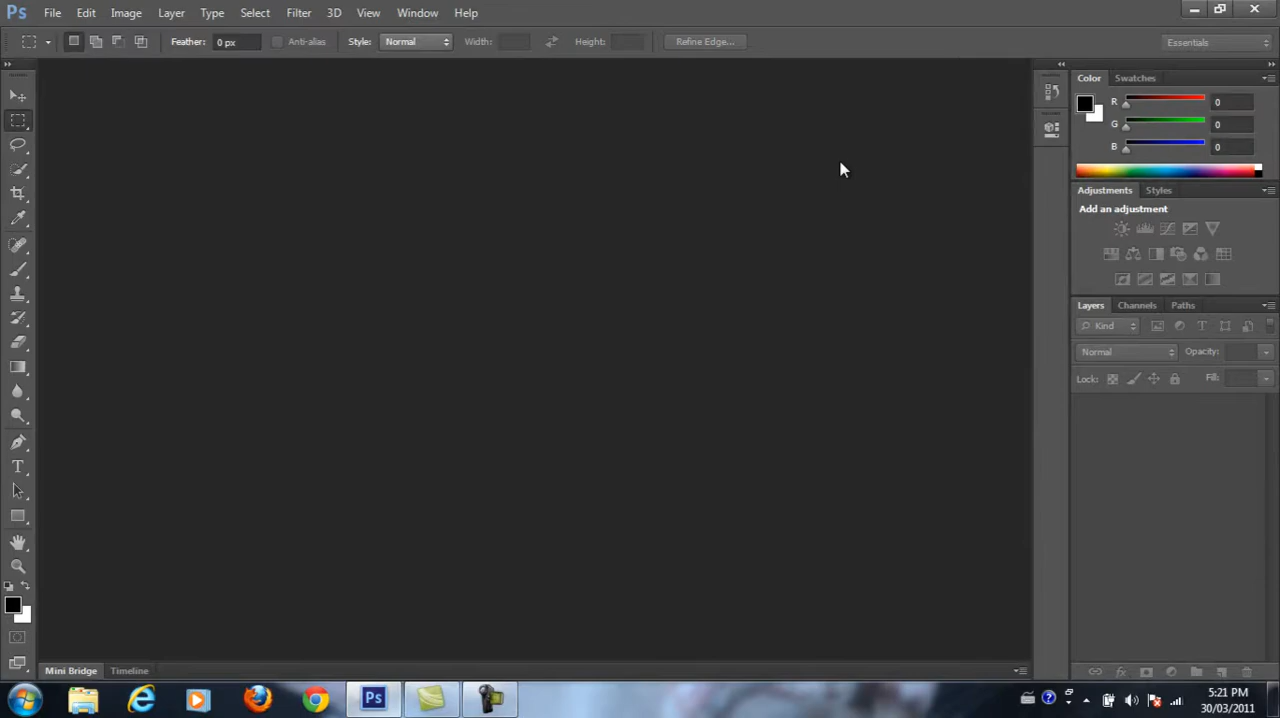 Ps File Edit Image Layer Type Select Filter 3D View Window Help
Feather: 0 px Anti-alias Style: Normal Width: Height: Refine Edge... Essentials
Color Swatches
R 0
G 0
B 0
Adjustments Styles
Add an adjustment
Layers Channels Paths
Kind
Normal Opacity:
Lock: Fill:
T
Mini Bridge Timeline
Ps
5:21 PM
30/03/2011